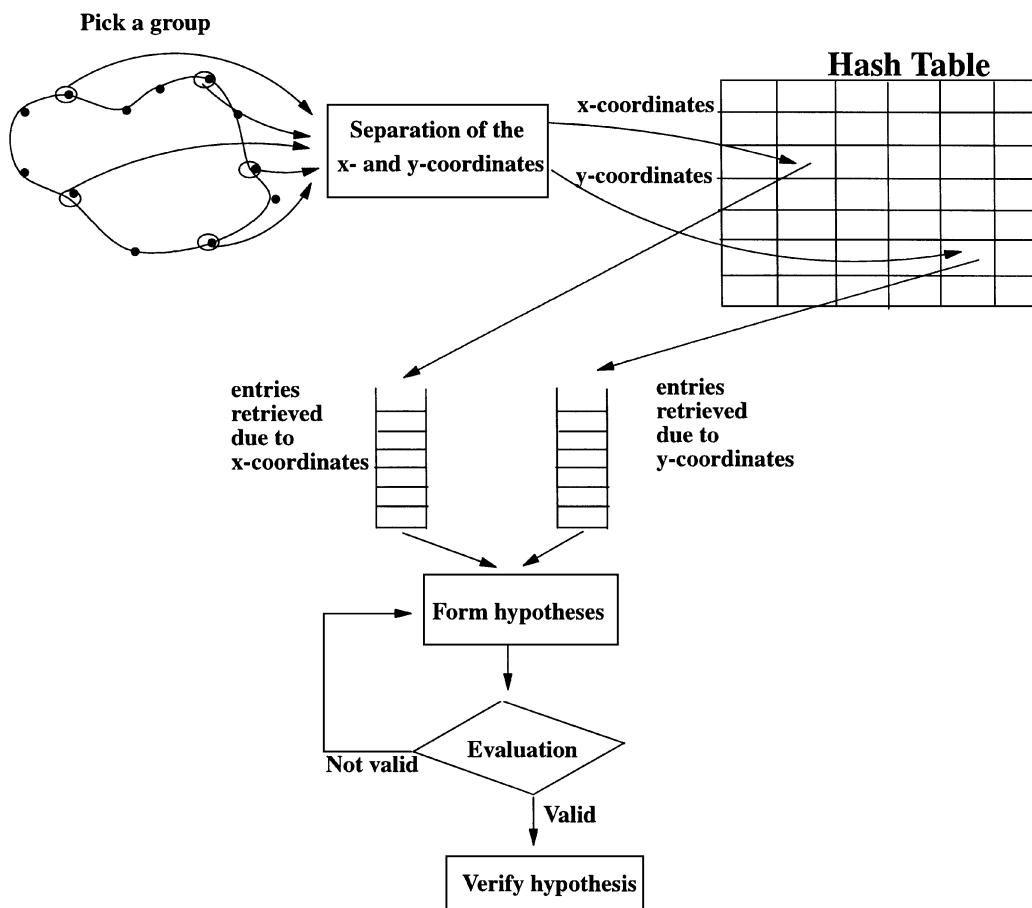 Pick a group
Hash Table
x-coordinates
Separation of the
x- and y-coordinates
y-coordinates
entries
retrieved
due to
x-coordinates
entries
retrieved
due to
y-coordinates
Form hypotheses
Evaluation
Not valid
Valid
Verify hypothesis